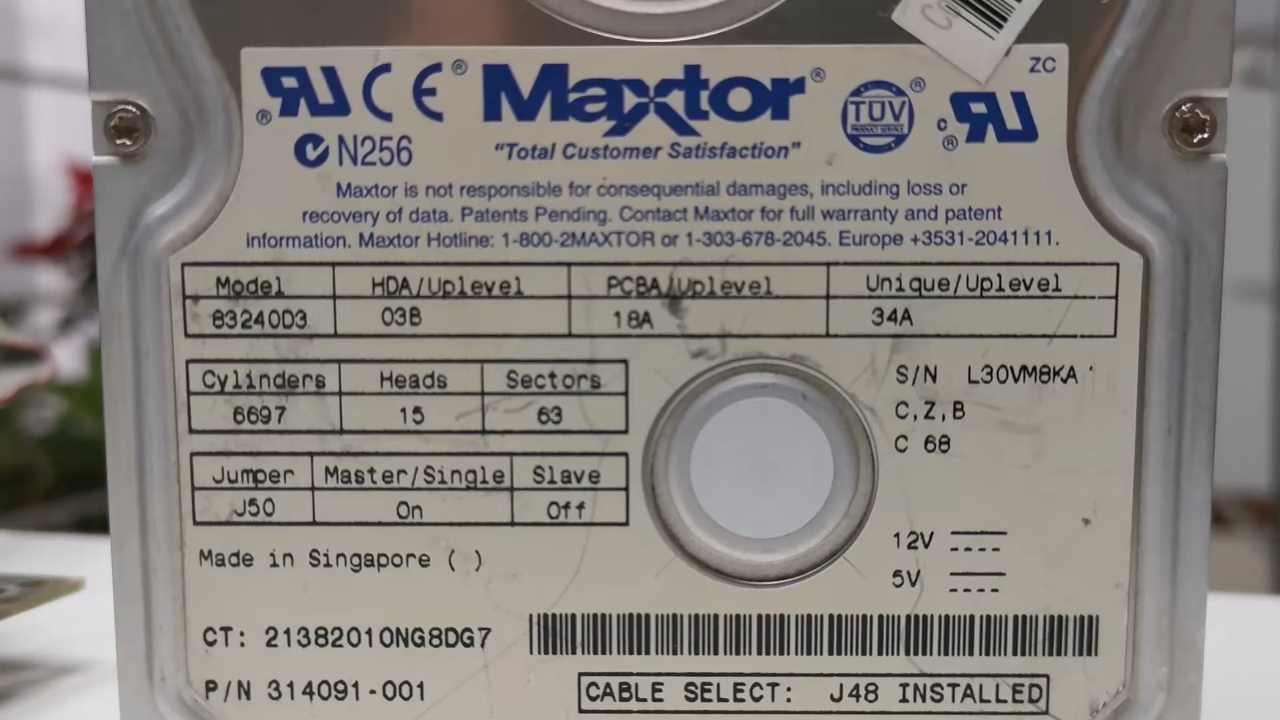 Maxtor
ZC
TÜV
PRODUCT SERVICE
N256
"Total Customer Satisfaction"
Maxtor is not responsible for consequential damages, including loss or
recovery of data. Patents Pending. Contact Maxtor for full warranty and patent
information. Maxtor Hotline: 1-800-2MAXTOR or 1-303-678-2045. Europe +3531-2041111.
Model HDA/Uplevel PCBA/Uplevel Unique/Uplevel
83240D3 03B 18A 34A
Cylinders Heads Sectors
6697 15 63
S/N L30VM8KA
C,Z,B
C 68
Jumper Master/Single Slave
J50 On Off
12V
5V
Made in Singapore ( )
CT: 21382010NG8DG7
P/N 314091-001
CABLE SELECT: J48 INSTALLED